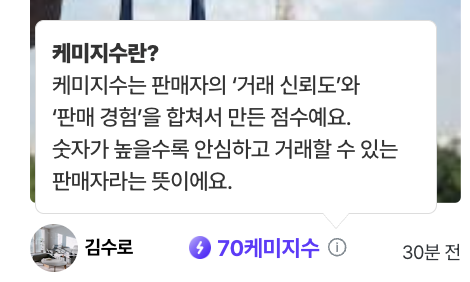 케미지수란?
케미지수는 판매자의 ‘거래 신뢰도’와
‘판매 경험’을 합쳐서 만든 점수예요.
숫자가 높을수록 안심하고 거래할 수 있는
판매자라는 뜻이에요.
김수로 70케미지수 30분 전